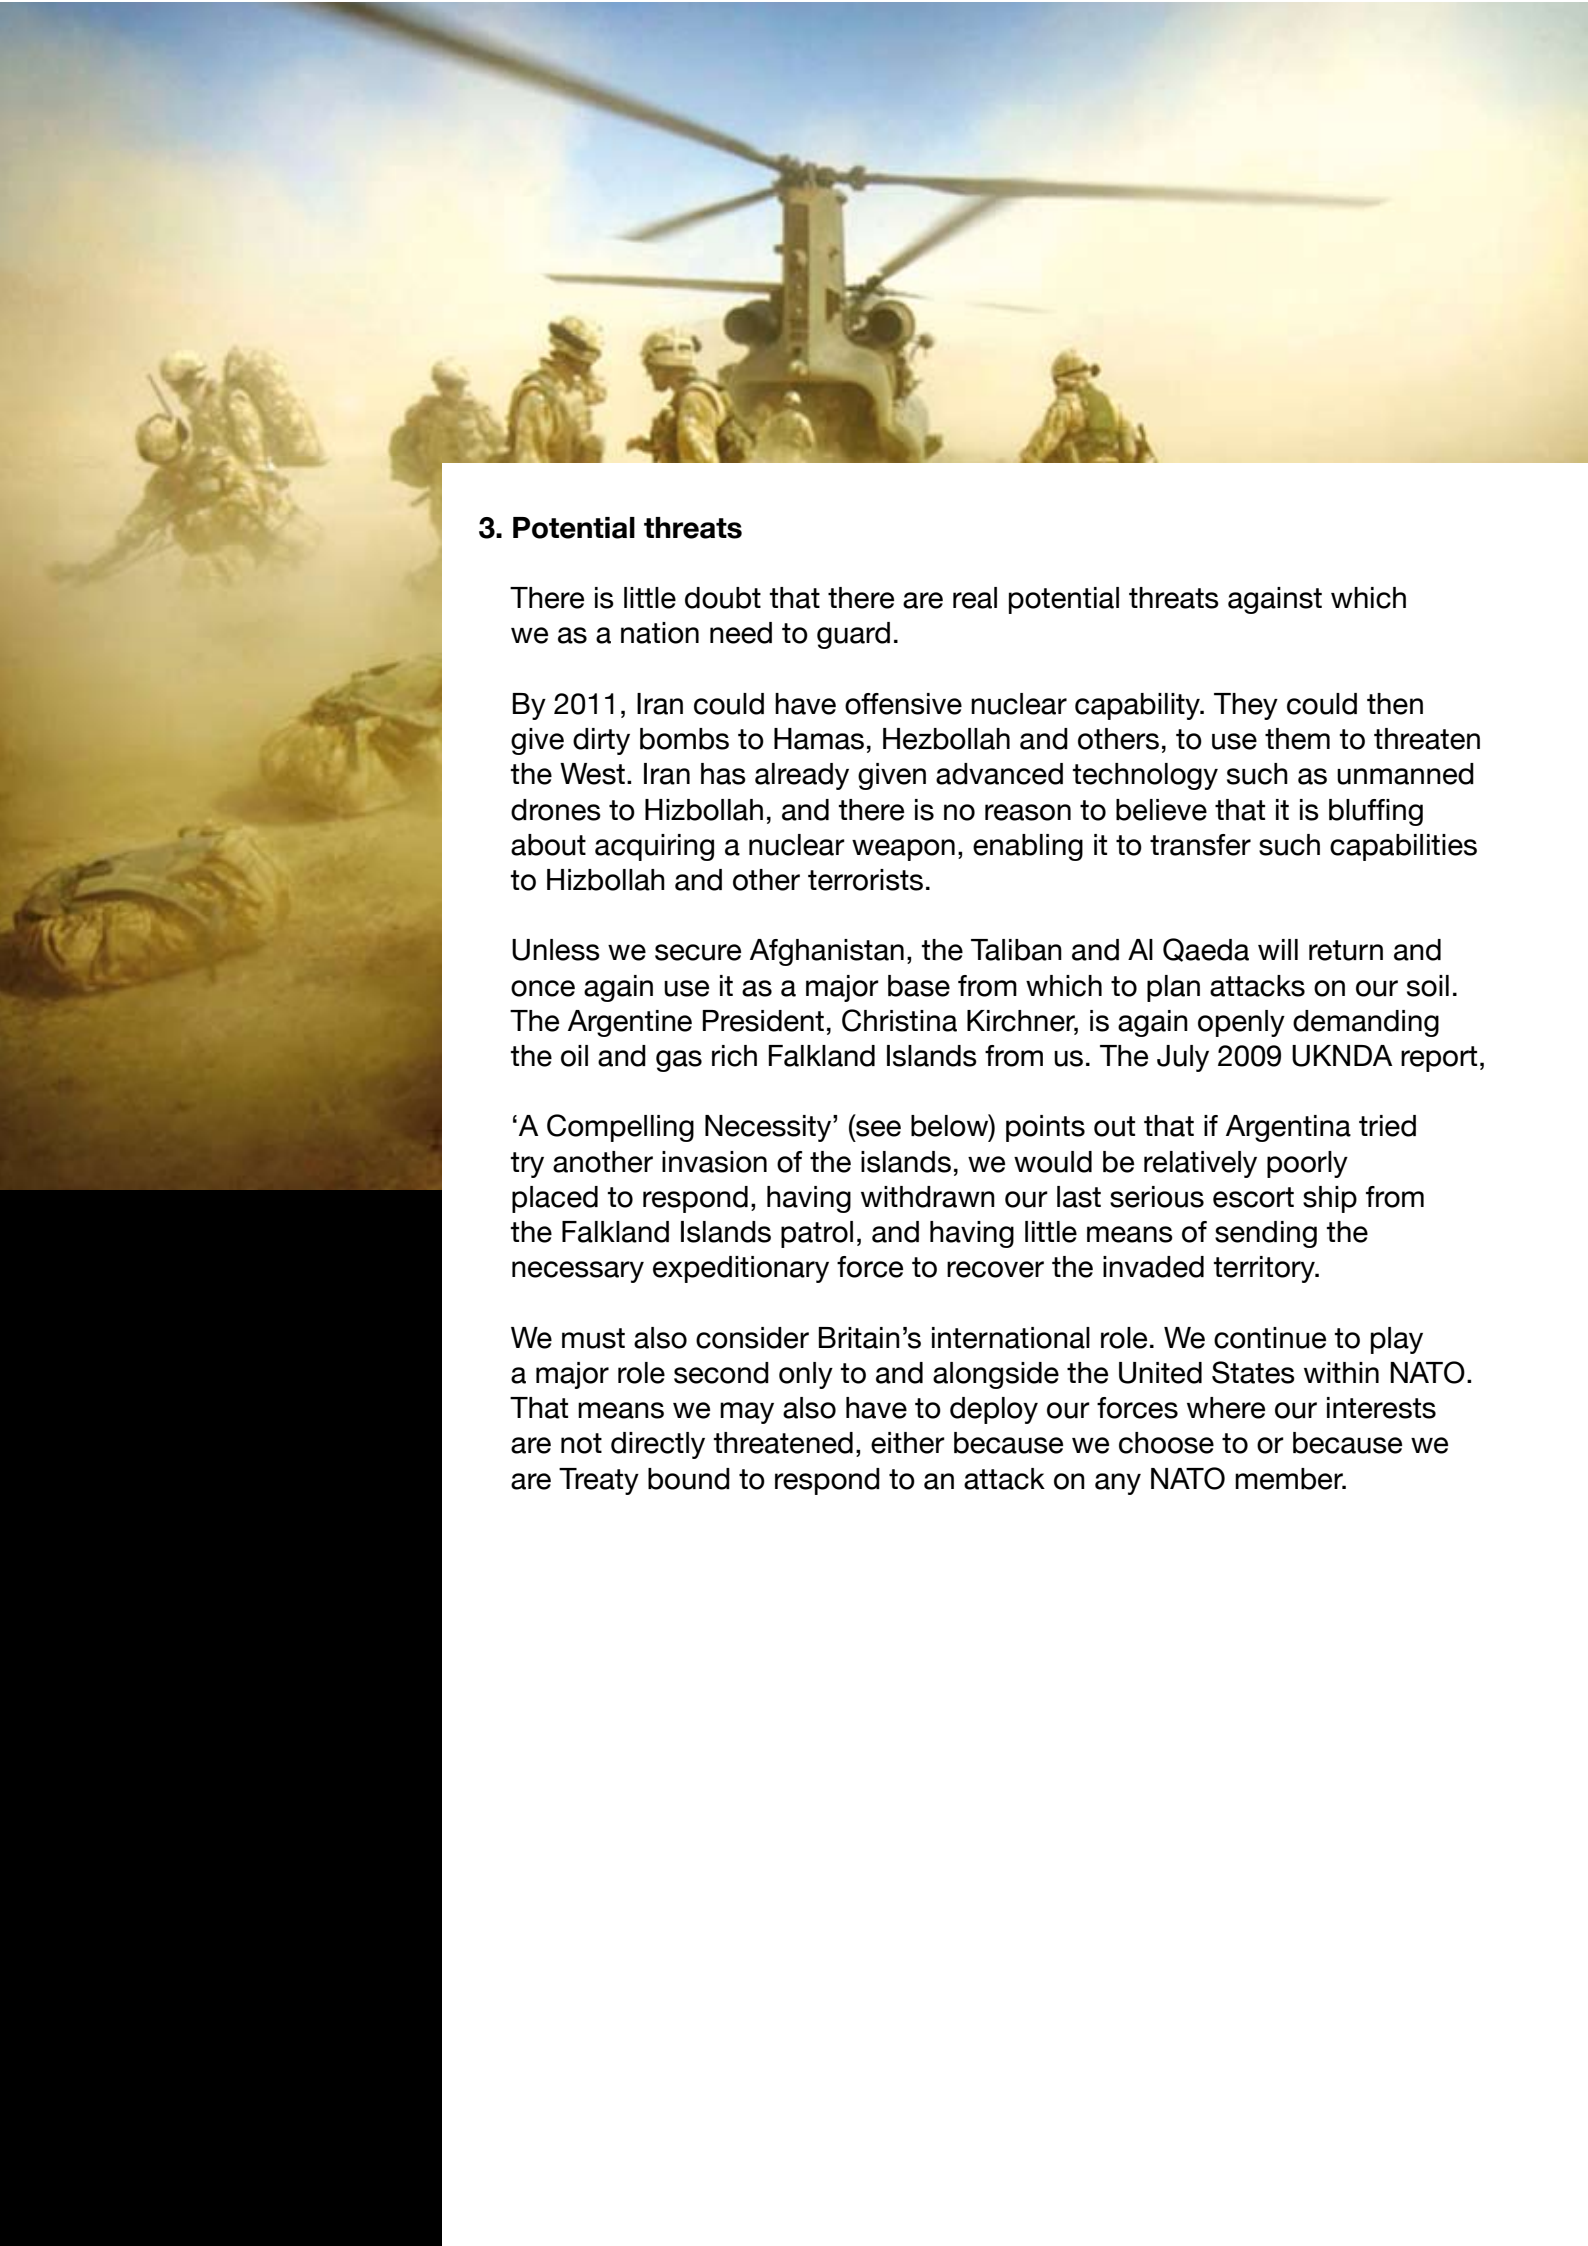 3. Potential threats
There is little doubt that there are real potential threats against which
we as a nation need to guard.
By 2011, Iran could have offensive nuclear capability. They could then
give dirty bombs to Hamas, Hezbollah and others, to use them to threaten
the West. Iran has already given advanced technology such as unmanned
drones to Hizbollah, and there is no reason to believe that it is bluffing
about acquiring a nuclear weapon, enabling it to transfer such capabilities
to Hizbollah and other terrorists.
Unless we secure Afghanistan, the Taliban and Al Qaeda will return and
once again use it as a major base from which to plan attacks on our soil.
The Argentine President, Christina Kirchner, is again openly demanding
the oil and gas rich Falkland Islands from us. The July 2009 UKNDA report,
‘A Compelling Necessity’ (see below) points out that if Argentina tried
try another invasion of the islands, we would be relatively poorly
placed to respond, having withdrawn our last serious escort ship from
the Falkland Islands patrol, and having little means of sending the
necessary expeditionary force to recover the invaded territory.
We must also consider Britain’s international role. We continue to play
a major role second only to and alongside the United States within NATO.
That means we may also have to deploy our forces where our interests
are not directly threatened, either because we choose to or because we
are Treaty bound to respond to an attack on any NATO member.